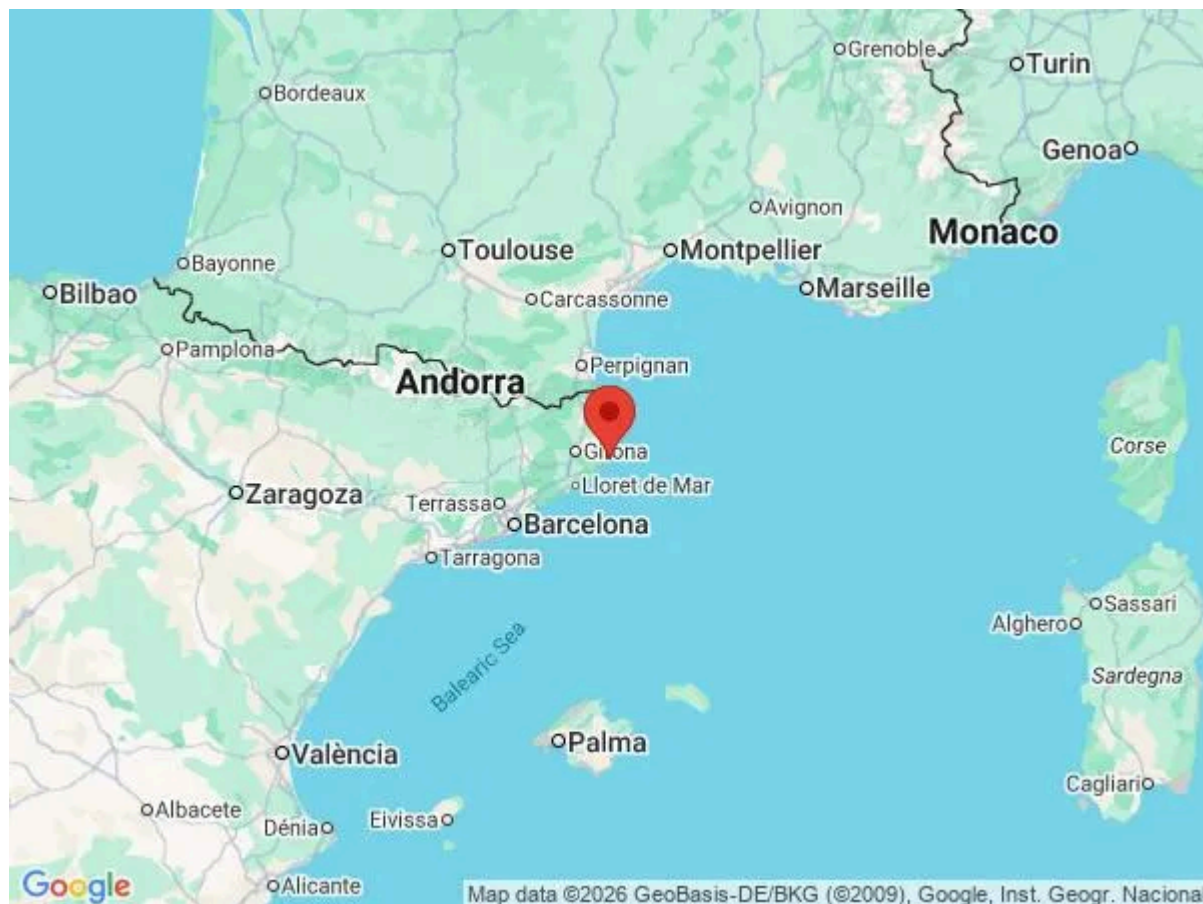 Grenoble
Turin
Bordeaux
Genoa
Avignon
Monaco
Toulouse
Montpellier
Bayonne
Bilbao
Marseille
Carcassonne
Pamplona
Perpignan
Andorra
Corse
Girona
Lloret de Mar
Zaragoza
Terrassa
Barcelona
Tarragona
Sassari
Alghero
Balearic Sea
Sardegna
Palma
València
Cagliari
Albacete
Eivissa
Dénia
Alicante
Google
Map data ©2026 GeoBasis-DE/BKG (©2009), Google, Inst. Geogr. Nacional